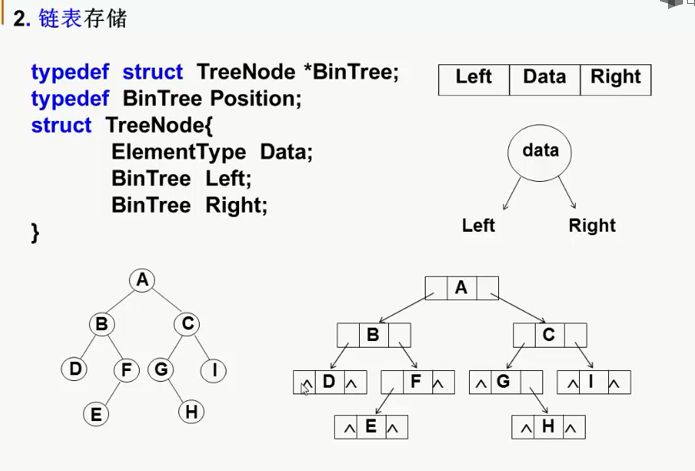 2. 链表存储
typedef struct TreeNode *BinTree;
typedef BinTree Position;
struct TreeNode{
ElementType Data;
BinTree Left;
BinTree Right;
}
Left Data Right
data
Left Right
A
B C
D F G I
E H
A
B C
∧ D ∧ F ∧ ∧ G ∧ I ∧
∧ E ∧ ∧ H ∧